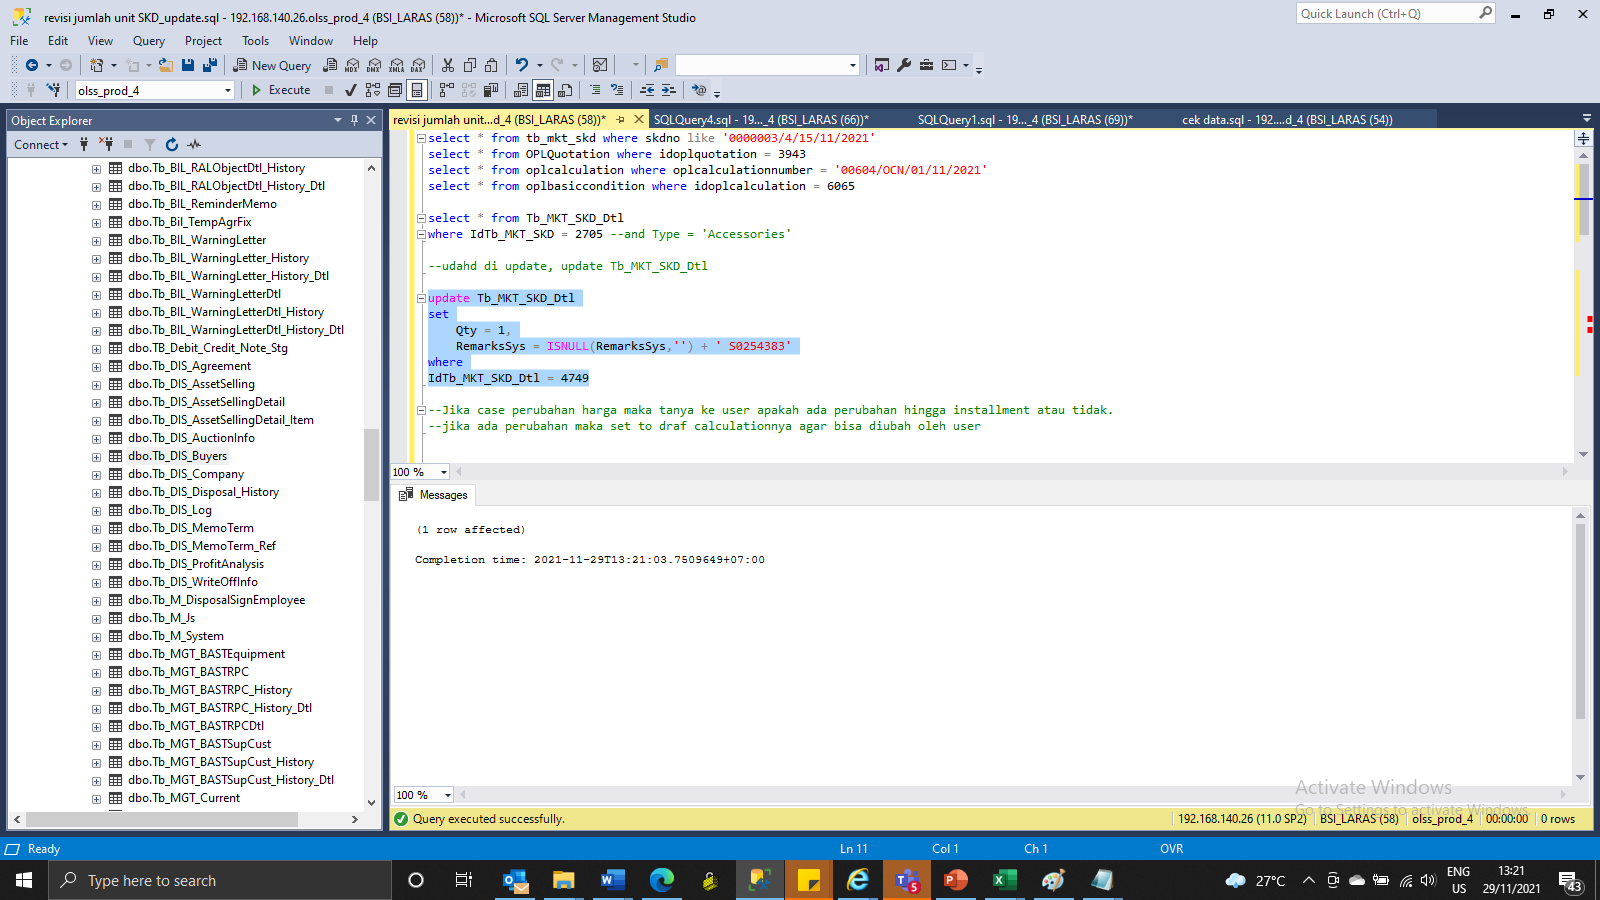 revisi jumlah unit SKD_update.sql - 192.168.140.26.olss_prod_4 (BSI_LARAS (58))* - Microsoft SQL Server Management Studio
Quick Launch (Ctrl+Q)
File Edit View Query Project Tools Window Help
New Query
MDX DMX XMLA DAX
olss_prod_4
Execute
Object Explorer
Connect
dbo.Tb_BIL_RALObjectDtl_History
dbo.Tb_BIL_RALObjectDtl_History_Dtl
dbo.Tb_BIL_ReminderMemo
dbo.Tb_Bil_TempAgrFix
dbo.Tb_BIL_WarningLetter
dbo.Tb_BIL_WarningLetter_History
dbo.Tb_BIL_WarningLetter_History_Dtl
dbo.Tb_BIL_WarningLetterDtl
dbo.Tb_BIL_WarningLetterDtl_History
dbo.Tb_BIL_WarningLetterDtl_History_Dtl
dbo.TB_Debit_Credit_Note_Stg
dbo.Tb_DIS_Agreement
dbo.Tb_DIS_AssetSelling
dbo.Tb_DIS_AssetSellingDetail
dbo.Tb_DIS_AssetSellingDetail_Item
dbo.Tb_DIS_AuctionInfo
dbo.Tb_DIS_Buyers
dbo.Tb_DIS_Company
dbo.Tb_DIS_Disposal_History
dbo.Tb_DIS_Log
dbo.Tb_DIS_MemoTerm
dbo.Tb_DIS_MemoTerm_Ref
dbo.Tb_DIS_ProfitAnalysis
dbo.Tb_DIS_WriteOffInfo
dbo.Tb_M_DisposalSignEmployee
dbo.Tb_M_Js
dbo.Tb_M_System
dbo.Tb_MGT_BASTEquipment
dbo.Tb_MGT_BASTRPC
dbo.Tb_MGT_BASTRPC_History
dbo.Tb_MGT_BASTRPC_History_Dtl
dbo.Tb_MGT_BASTRPCDtl
dbo.Tb_MGT_BASTSupCust
dbo.Tb_MGT_BASTSupCust_History
dbo.Tb_MGT_BASTSupCust_History_Dtl
dbo.Tb_MGT_Current
revisi jumlah unit...d_4 (BSI_LARAS (58))* SQLQuery4.sql - 19..._4 (BSI_LARAS (66))* SQLQuery1.sql - 19..._4 (BSI_LARAS (69))* cek data.sql - 192....d_4 (BSI_LARAS (54))
select * from tb_mkt_skd where skdno like '0000003/4/15/11/2021'
select * from OPLQuotation where idoplquotation = 3943
select * from oplcalculation where oplcalculationnumber = '00604/OCN/01/11/2021'
select * from oplbasiccondition where idoplcalculation = 6065
select * from Tb_MKT_SKD_Dtl
where IdTb_MKT_SKD = 2705 --and Type = 'Accessories'
--udahd di update, update Tb_MKT_SKD_Dtl
update Tb_MKT_SKD_Dtl
set
Qty = 1,
RemarksSys = ISNULL(RemarksSys,'') + ' S0254383'
where
IdTb_MKT_SKD_Dtl = 4749
--Jika case perubahan harga maka tanya ke user apakah ada perubahan hingga installment atau tidak.
--jika ada perubahan maka set to draf calculationnya agar bisa diubah oleh user
100 %
Messages
(1 row affected)
Completion time: 2021-11-29T13:21:03.7509649+07:00
100 %
Activate Windows
Go to Settings to activate Windows.
Query executed successfully.
192.168.140.26 (11.0 SP2) BSI_LARAS (58) olss_prod_4 00:00:00 0 rows
Ready
Ln 11 Col 1 Ch 1 OVR
Type here to search
5
27°C
ENG
US
13:21
29/11/2021
43